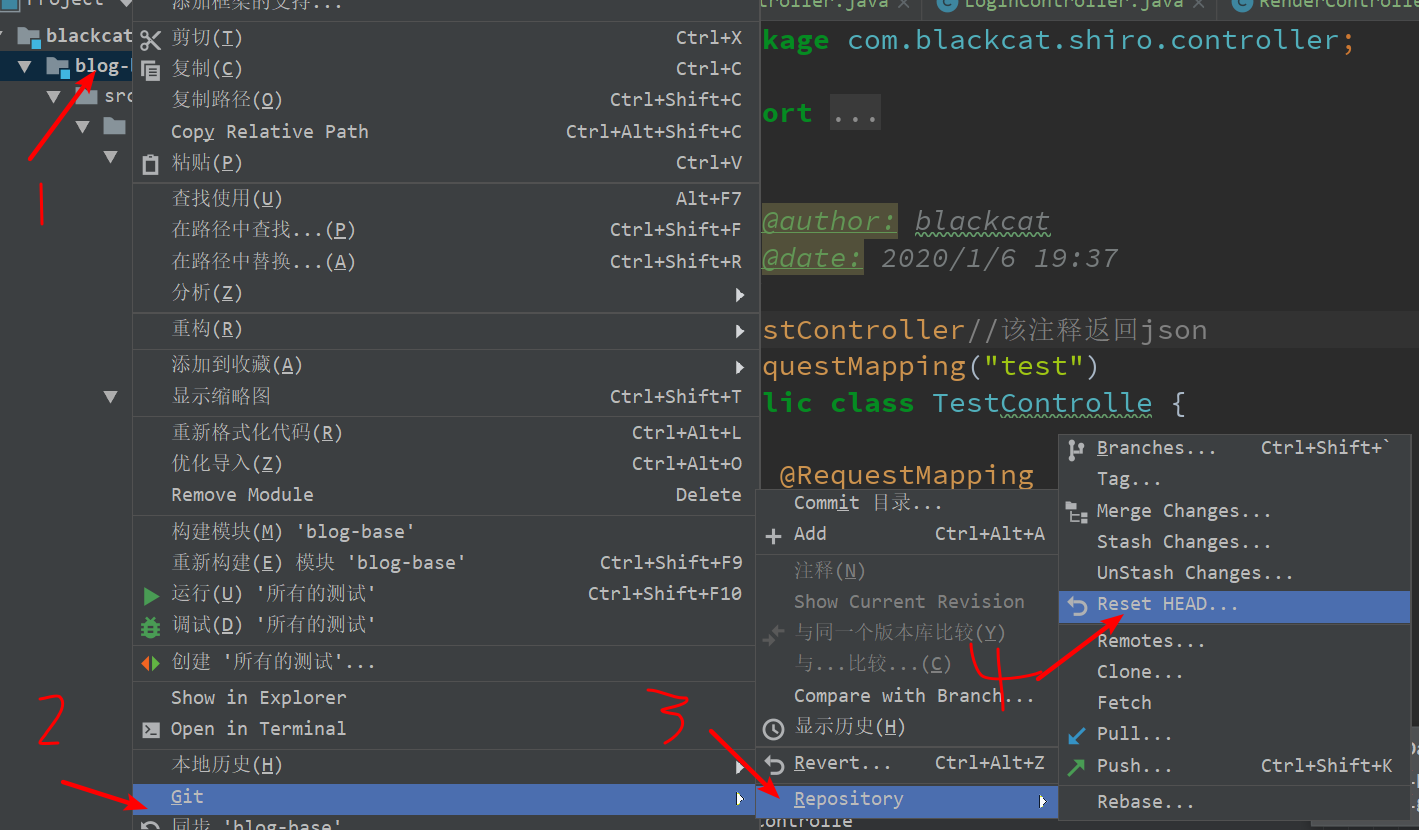 Project
blackcat
blog-
src
添加框架的支持...
剪切(T) Ctrl+X
复制(C) Ctrl+C
复制路径(O) Ctrl+Shift+C
Copy Relative Path Ctrl+Alt+Shift+C
粘贴(P) Ctrl+V
查找使用(U) Alt+F7
在路径中查找...(P) Ctrl+Shift+F
在路径中替换...(A) Ctrl+Shift+R
分析(Z)
重构(R)
添加到收藏(A)
显示缩略图 Ctrl+Shift+T
重新格式化代码(R) Ctrl+Alt+L
优化导入(Z) Ctrl+Alt+O
Remove Module Delete
构建模块(M) 'blog-base'
重新构建(E) 模块 'blog-base' Ctrl+Shift+F9
运行(U) '所有的测试' Ctrl+Shift+F10
调试(D) '所有的测试'
创建 '所有的测试'...
Show in Explorer
Open in Terminal
本地历史(H)
Git
同步 'blog-base'
troller.java LoginController.java RenderControlle
kage com.blackcat.shiro.controller;
ort ...
@author: blackcat
@date: 2020/1/6 19:37
stController//该注释返回json
questMapping("test")
lic class TestControlle {
@RequestMapping
Commit 目录...
Add Ctrl+Alt+A
注释(N)
Show Current Revision
与同一个版本库比较(Y)
与...比较...(C)
Compare with Branch...
显示历史(H)
Revert... Ctrl+Alt+Z
Repository
Controlle
Branches... Ctrl+Shift+`
Tag...
Merge Changes...
Stash Changes...
UnStash Changes...
Reset HEAD...
Remotes...
Clone...
Fetch
Pull...
Push... Ctrl+Shift+K
Rebase...
1
2
3
4